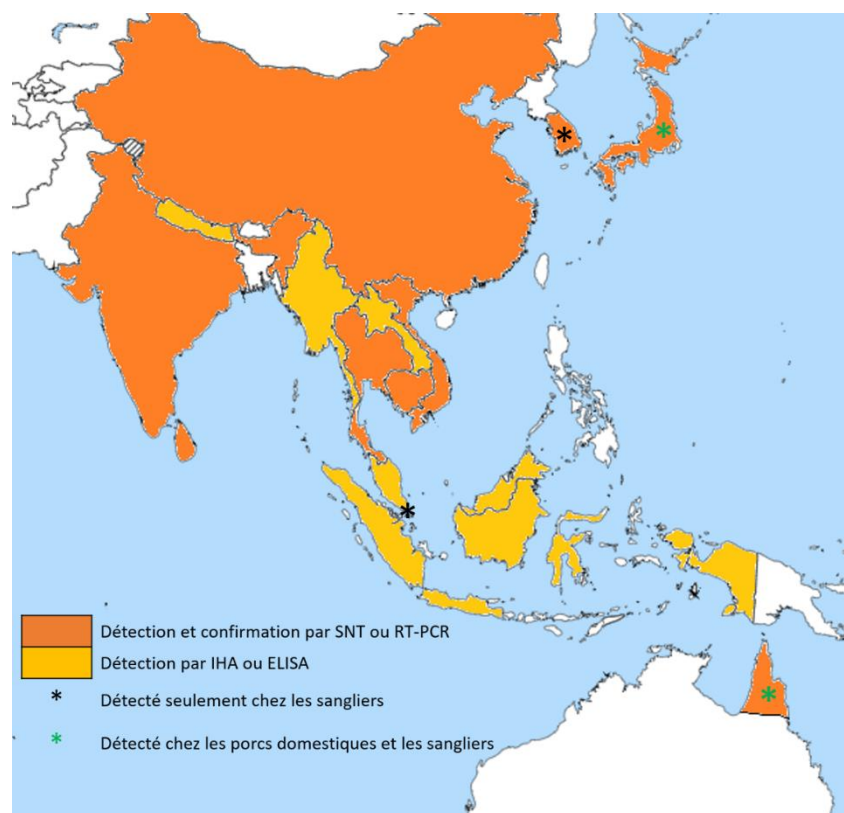 Détection et confirmation par SNT ou RT-PCR
Détection par IHA ou ELISA
* Détecté seulement chez les sangliers
* Détecté chez les porcs domestiques et les sangliers